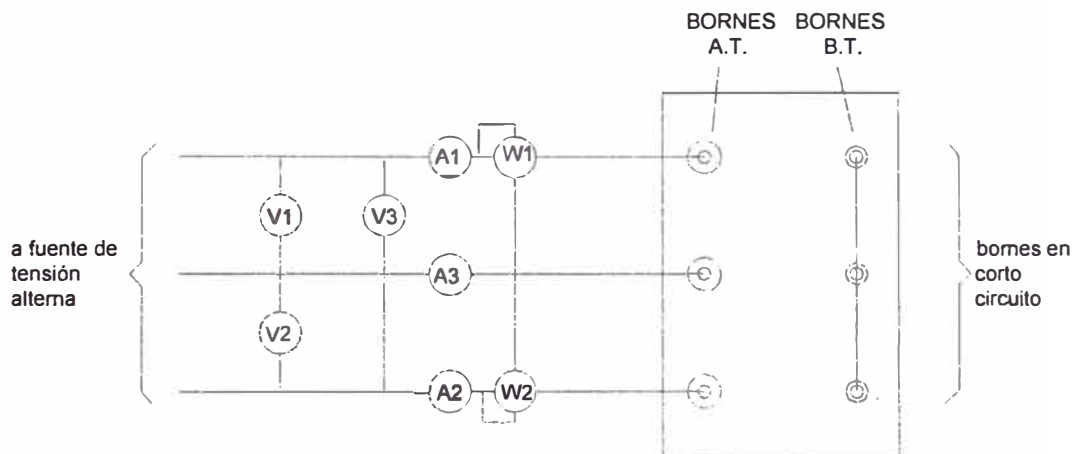 BORNES BORNES
A.T. B.T.
A1 W1
V1 V3
a fuente de
tensión
alterna
A3
bornes en
corto
circuito
V2
A2 W2